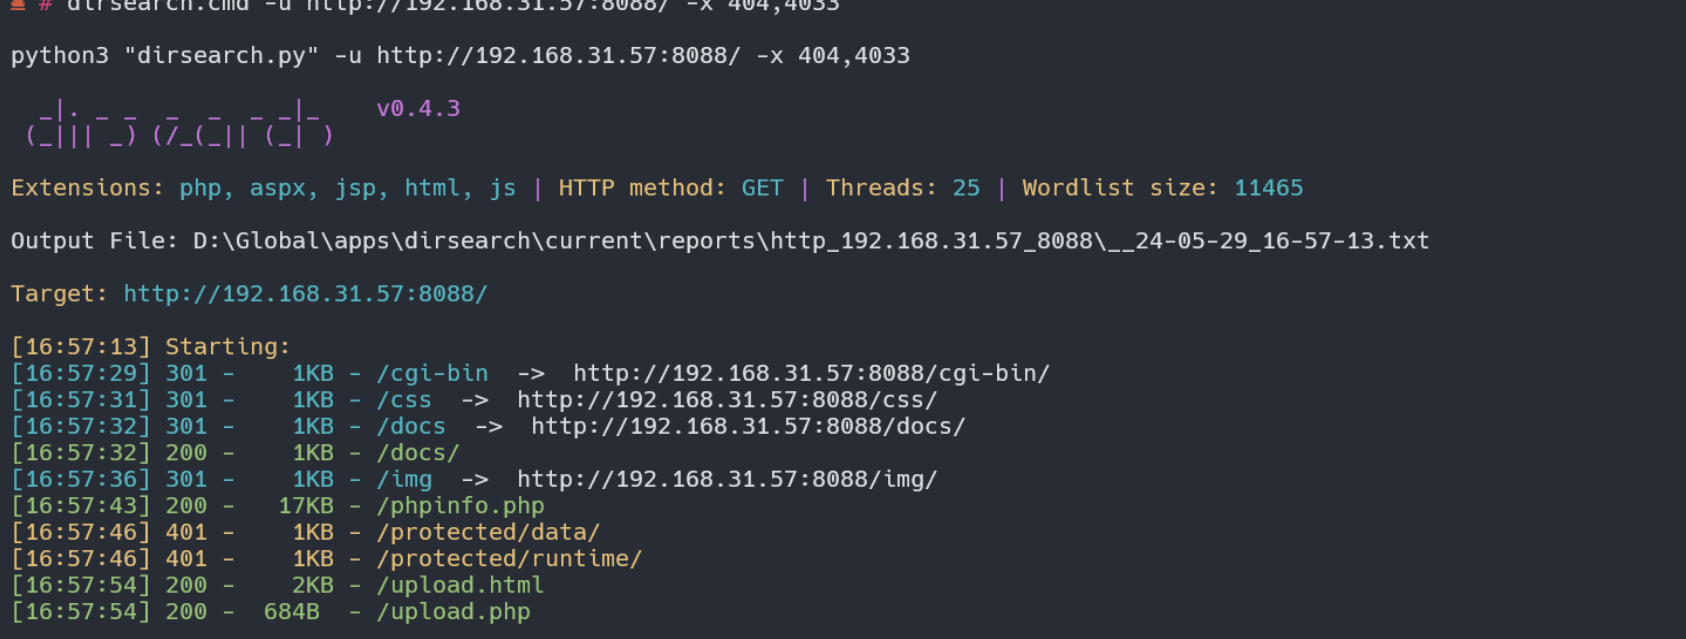 # dirsearch.cmd -u http://192.168.31.57:8088/ -x 404,4033
python3 "dirsearch.py" -u http://192.168.31.57:8088/ -x 404,4033
_|. _ _  _  _  _ _|_    v0.4.3
(_||| _) (/_(_|| (_| )
Extensions: php, aspx, jsp, html, js | HTTP method: GET | Threads: 25 | Wordlist size: 11465
Output File: D:\Global\apps\dirsearch\current\reports\http_192.168.31.57_8088\__24-05-29_16-57-13.txt
Target: http://192.168.31.57:8088/
[16:57:13] Starting:
[16:57:29] 301 -    1KB - /cgi-bin  ->  http://192.168.31.57:8088/cgi-bin/
[16:57:31] 301 -    1KB - /css  ->  http://192.168.31.57:8088/css/
[16:57:32] 301 -    1KB - /docs  ->  http://192.168.31.57:8088/docs/
[16:57:32] 200 -    1KB - /docs/
[16:57:36] 301 -    1KB - /img  ->  http://192.168.31.57:8088/img/
[16:57:43] 200 -   17KB - /phpinfo.php
[16:57:46] 401 -    1KB - /protected/data/
[16:57:46] 401 -    1KB - /protected/runtime/
[16:57:54] 200 -    2KB - /upload.html
[16:57:54] 200 -  684B  - /upload.php